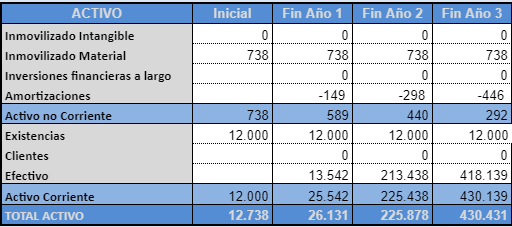 ACTIVO Inicial Fin Año 1 Fin Año 2 Fin Año 3
Inmovilizado Intangible 0 0 0 0
Inmovilizado Material 738 738 738 738
Inversiones financieras a largo 0 0 0
Amortizaciones -149 -298 -446
Activo no Corriente 738 589 440 292
Existencias 12.000 12.000 12.000 12.000
Clientes 0 0 0
Efectivo 13.542 213.438 418.139
Activo Corriente 12.000 25.542 225.438 430.139
TOTAL ACTIVO 12.738 26.131 225.878 430.431